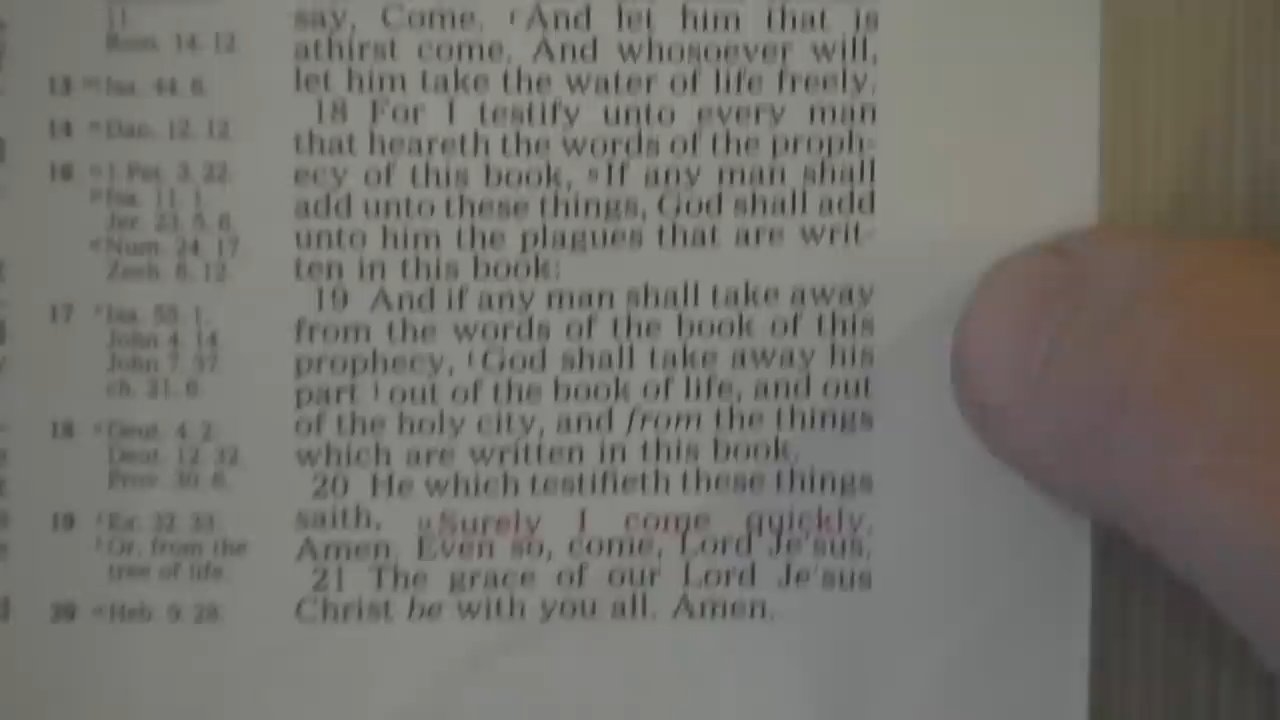 11.
Rom. 14. 12.
13 m Isa. 44. 6.
14 n Dan. 12. 12.
16 o 1 Pet. 3. 22.
p Isa. 11. 1.
Jer. 23. 5, 6.
q Num. 24. 17.
Zech. 6. 12.
17 r Isa. 55. 1.
John 4. 14.
John 7. 37.
ch. 21. 6.
18 s Deut. 4. 2.
Deut. 12. 32.
Prov. 30. 6.
19 t Ex. 32. 33.
1 Or, from the
tree of life.
20 u Heb. 9. 28.
say, Come. r And let him that is
athirst come. And whosoever will,
let him take the water of life freely.
18 For I testify unto every man
that heareth the words of the proph-
ecy of this book, s If any man shall
add unto these things, God shall add
unto him the plagues that are writ-
ten in this book:
19 And if any man shall take away
from the words of the book of this
prophecy, t God shall take away his
part 1 out of the book of life, and out
of the holy city, and from the things
which are written in this book.
20 He which testifieth these things
saith, u Surely I come quickly.
Amen. Even so, come, Lord Je'sus.
21 The grace of our Lord Je'sus
Christ be with you all. Amen.